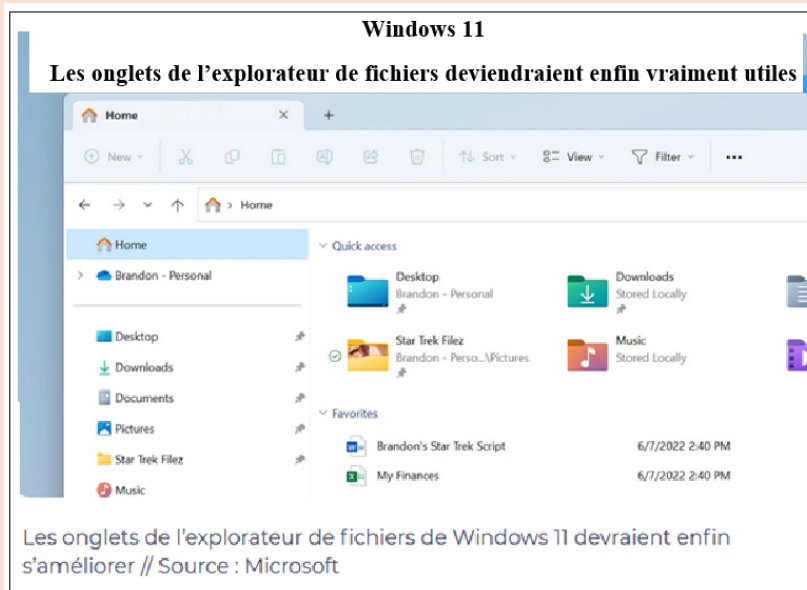 Windows 11
Les onglets de l’explorateur de fichiers deviendraient enfin vraiment utiles
Home
New
Sort
View
Filter
Home
Home
Quick access
Brandon - Personal
Desktop
Brandon - Personal
Downloads
Stored Locally
Desktop
Star Trek Filez
Brandon - Perso...\Pictures
Music
Stored Locally
Downloads
Documents
Favorites
Pictures
Brandon's Star Trek Script 6/7/2022 2:40 PM
Star Trek Filez
My Finances 6/7/2022 2:40 PM
Music
Les onglets de l’explorateur de fichiers de Windows 11 devraient enfin
s’améliorer // Source : Microsoft